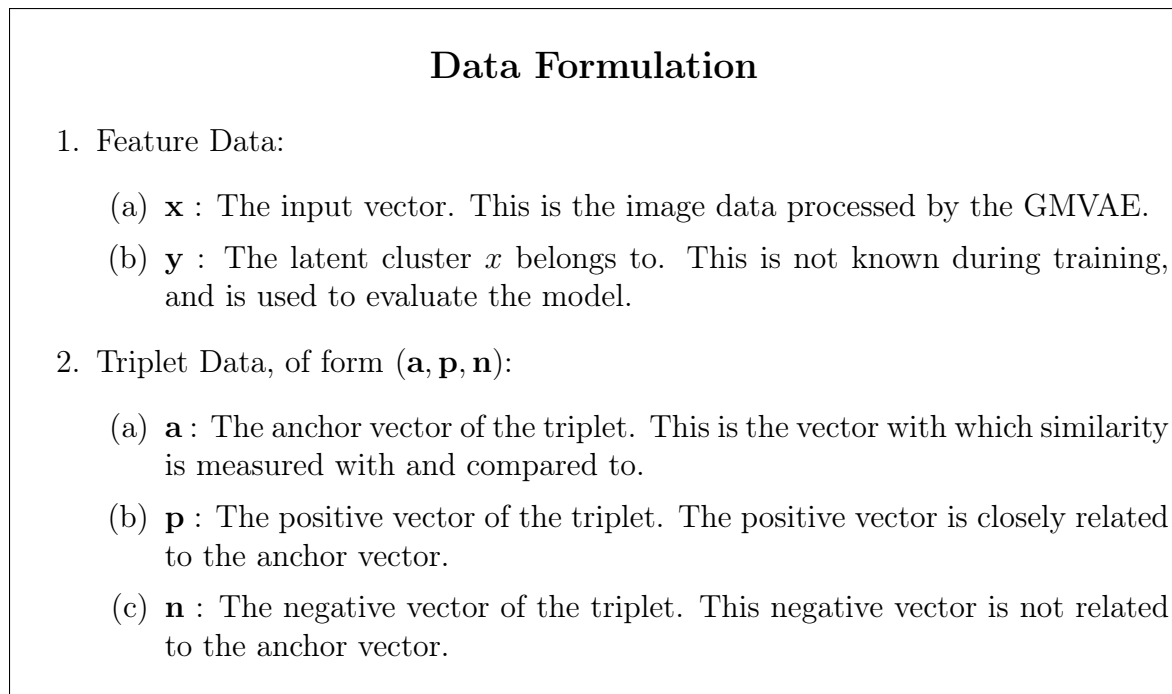 Data Formulation
1. Feature Data:
(a) x : The input vector. This is the image data processed by the GMVAE.
(b) y : The latent cluster x belongs to. This is not known during training,
and is used to evaluate the model.
2. Triplet Data, of form (a, p, n):
(a) a : The anchor vector of the triplet. This is the vector with which similarity
is measured with and compared to.
(b) p : The positive vector of the triplet. The positive vector is closely related
to the anchor vector.
(c) n : The negative vector of the triplet. This negative vector is not related
to the anchor vector.